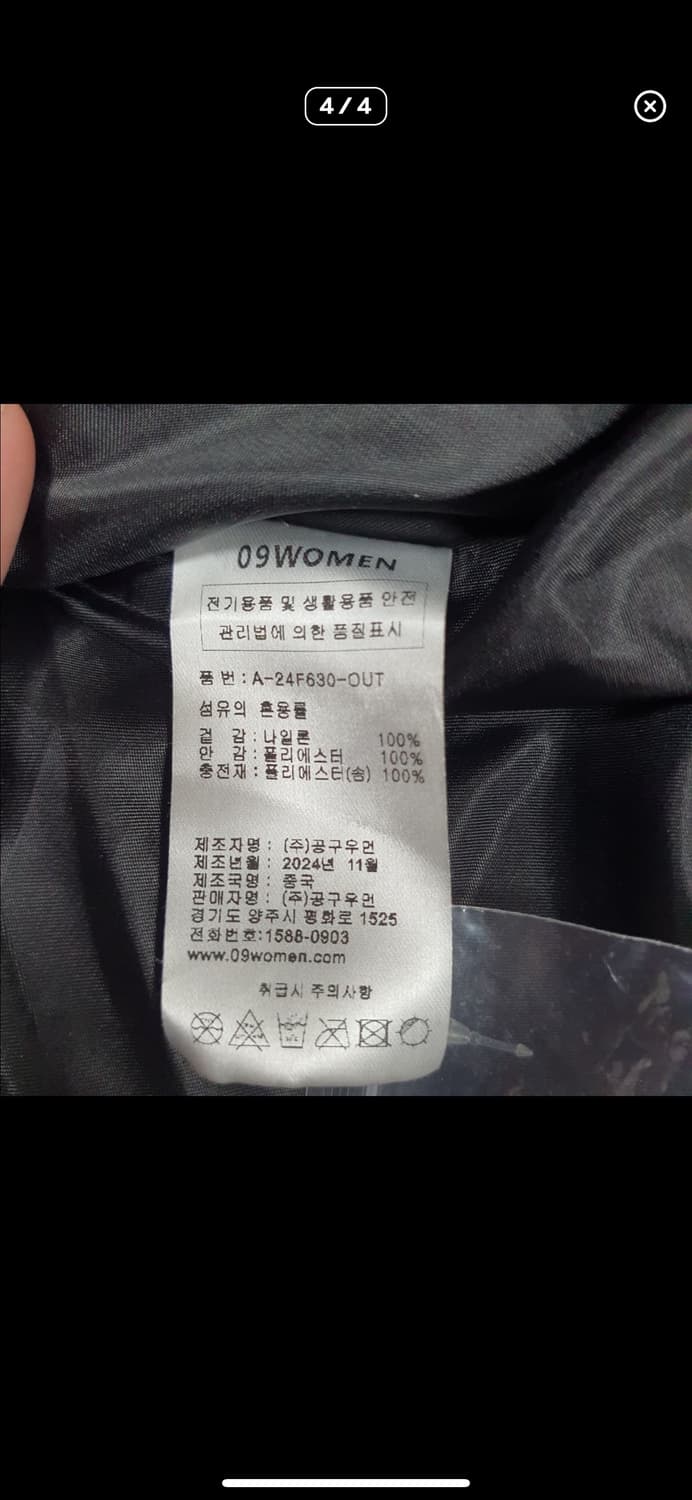 4/4
09WOMEN
전기용품 및 생활용품 안전
관리법에 의한 품질표시
품 번 : A-24F630-OUT
섬유의 혼용률
겉 감 : 나일론 100%
안 감 : 폴리에스터 100%
충전재 : 폴리에스터(솜) 100%
제조자명 : (주)공구우먼
제조년월 : 2024년 11월
제조국명 : 중국
판매자명 : (주)공구우먼
경기도 양주시 평화로 1525
전화번호:1588-0903
www.09women.com
취급시 주의사항